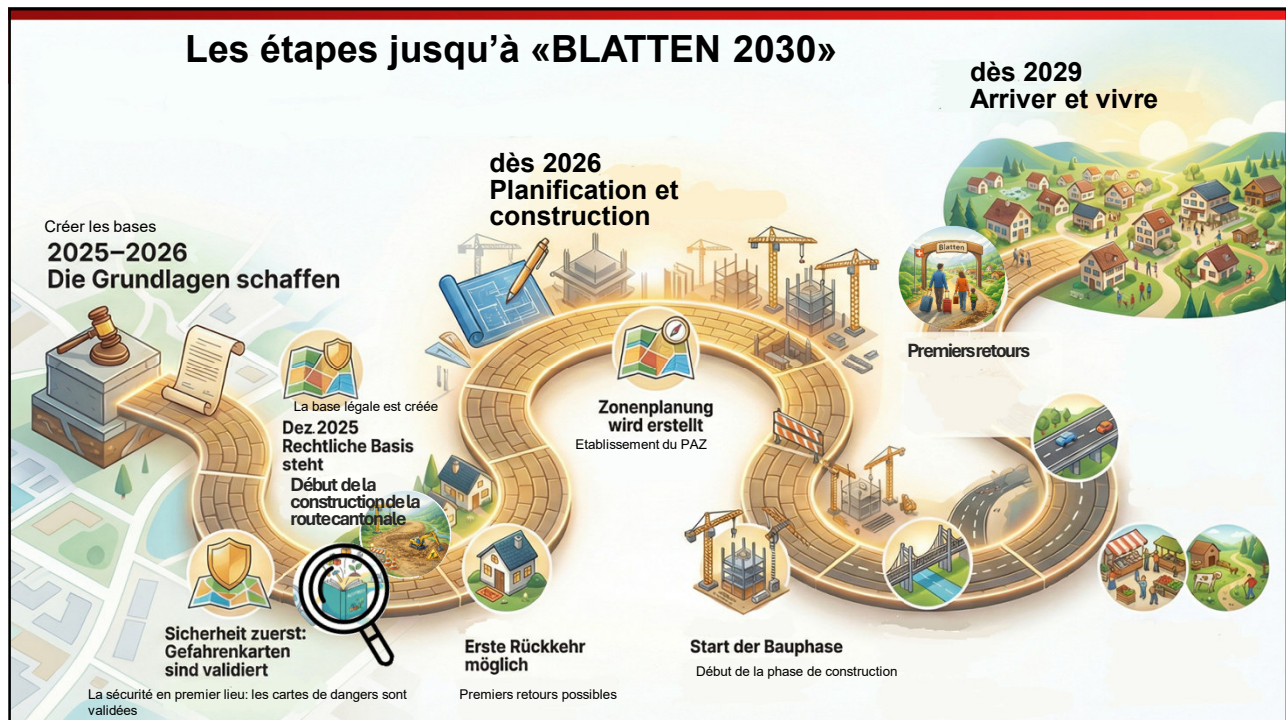 Les étapes jusqu’à «BLATTEN 2030»
dès 2029
Arriver et vivre
dès 2026
Planification et
construction
Créer les bases
2025–2026
Die Grundlagen schaffen
Blatten
Premiers retours
La base légale est créée
Dez. 2025
Rechtliche Basis
steht
Début de la
construction de la
route cantonale
Zonenplanung
wird erstellt
Etablissement du PAZ
Sicherheit zuerst:
Gefahrenkarten
sind validiert
La sécurité en premier lieu: les cartes de dangers sont
validées
Erste Rückkehr
möglich
Premiers retours possibles
Start der Bauphase
Début de la phase de construction